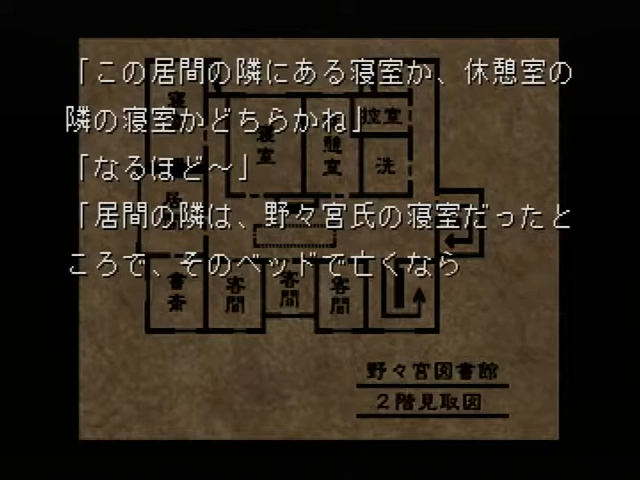 「この居間の隣にある寝室か、休憩室の
隣の寝室かどちらかね」
「なるほど〜」
「居間の隣は、野々宮氏の寝室だったと
ころで、そのベッドで亡くなら
控室
寝室
憩室
洗
居
書斎
客間
客間
客間
野々宮図書館
２階見取図